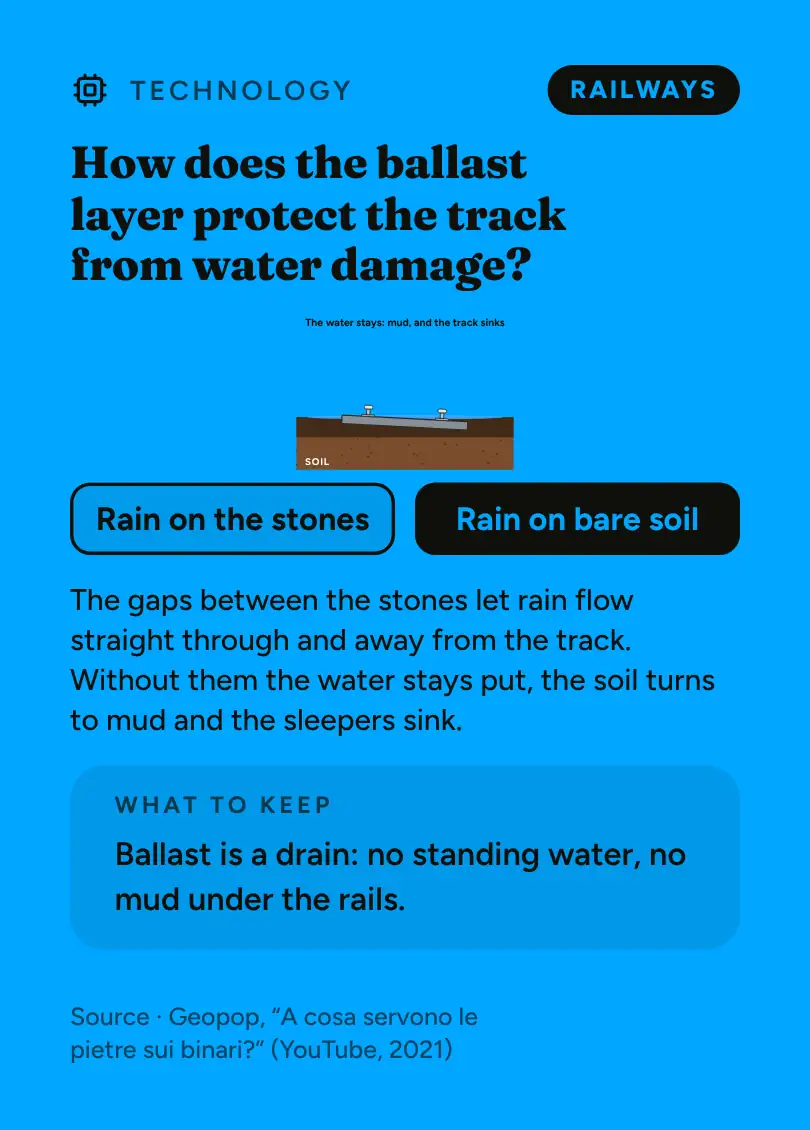 TECHNOLOGY
RAILWAYS
How does the ballast
layer protect the track
from water damage?
The water stays: mud, and the track sinks
SOIL
Rain on the stones
Rain on bare soil
The gaps between the stones let rain flow
straight through and away from the track.
Without them the water stays put, the soil turns
to mud and the sleepers sink.
WHAT TO KEEP
Ballast is a drain: no standing water, no
mud under the rails.
Source · Geopop, “A cosa servono le
pietre sui binari?” (YouTube, 2021)